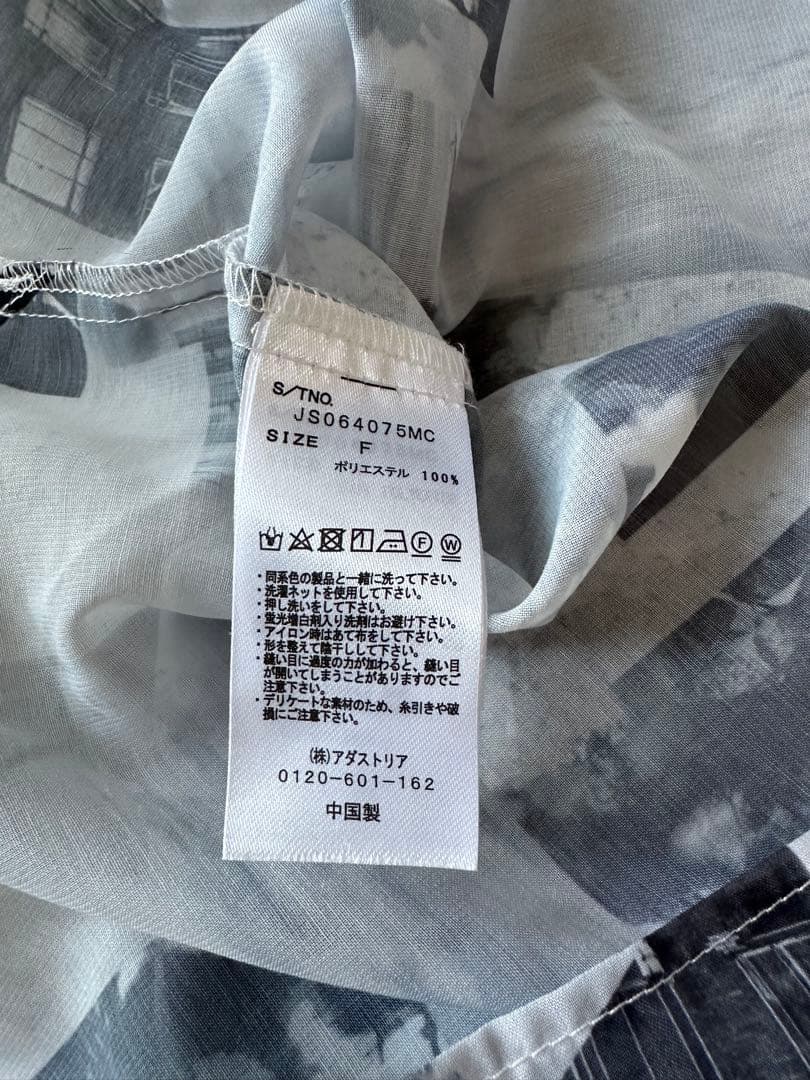 S/TNO.
JS064075MC
SIZE F
ポリエステル 100%
F W
・同系色の製品と一緒に洗って下さい。
・洗濯ネットを使用して下さい。
・押し洗いをして下さい。
・蛍光増白剤入り洗剤はお避け下さい。
・アイロン時はあて布をして下さい。
・形を整えて陰干しして下さい。
・縫い目に過度の力が加わると、縫い目
が開いてしまうことがありますのでご
注意下さい。
・デリケートな素材のため、糸引きや破
損にご注意下さい。
(株)アダストリア
0120-601-162
中国製